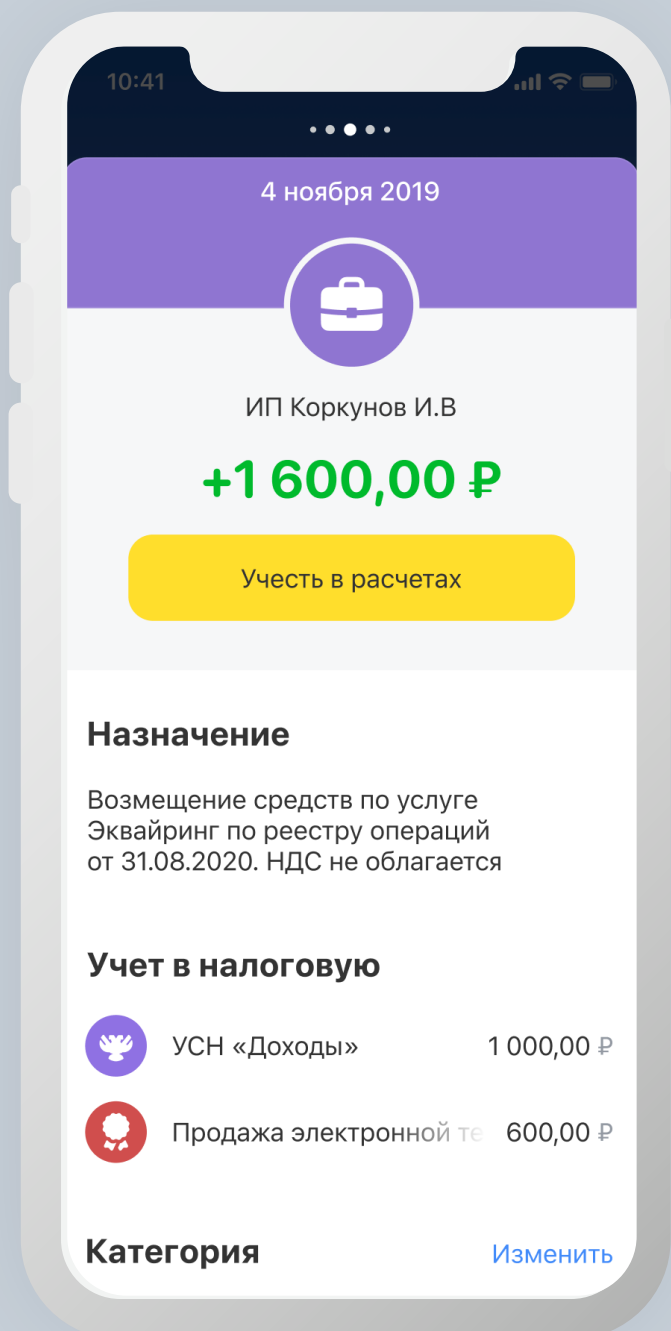 10:41
4 ноября 2019
ИП Коркунов И.В
+1 600,00 ₽
Учесть в расчетах
Назначение
Возмещение средств по услуге
Эквайринг по реестру операций
от 31.08.2020. НДС не облагается
Учет в налоговую
УСН «Доходы» 1 000,00 ₽
Продажа электронной 600,00 ₽
Категория Изменить